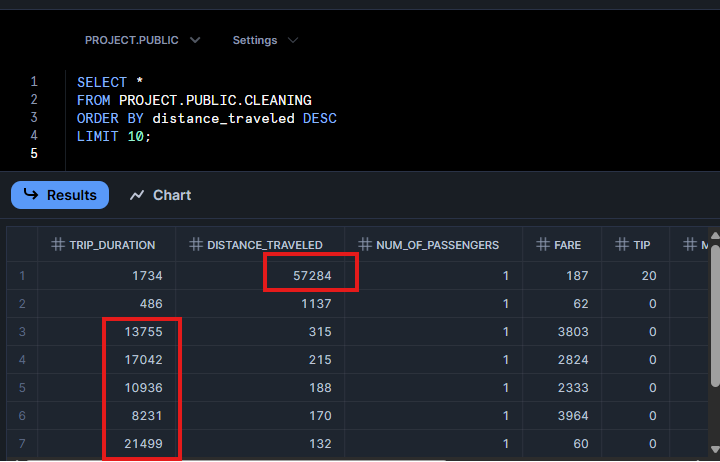 PROJECT.PUBLIC Settings
1 SELECT *
2 FROM PROJECT.PUBLIC.CLEANING
3 ORDER BY distance_traveled DESC
4 LIMIT 10;
5
Results Chart
# TRIP_DURATION # DISTANCE_TRAVELED # NUM_OF_PASSENGERS # FARE # TIP # M
1 1734 57284 1 187 20
2 486 1137 1 62 0
3 13755 315 1 3803 0
4 17042 215 1 2824 0
5 10936 188 1 2333 0
6 8231 170 1 3964 0
7 21499 132 1 60 0